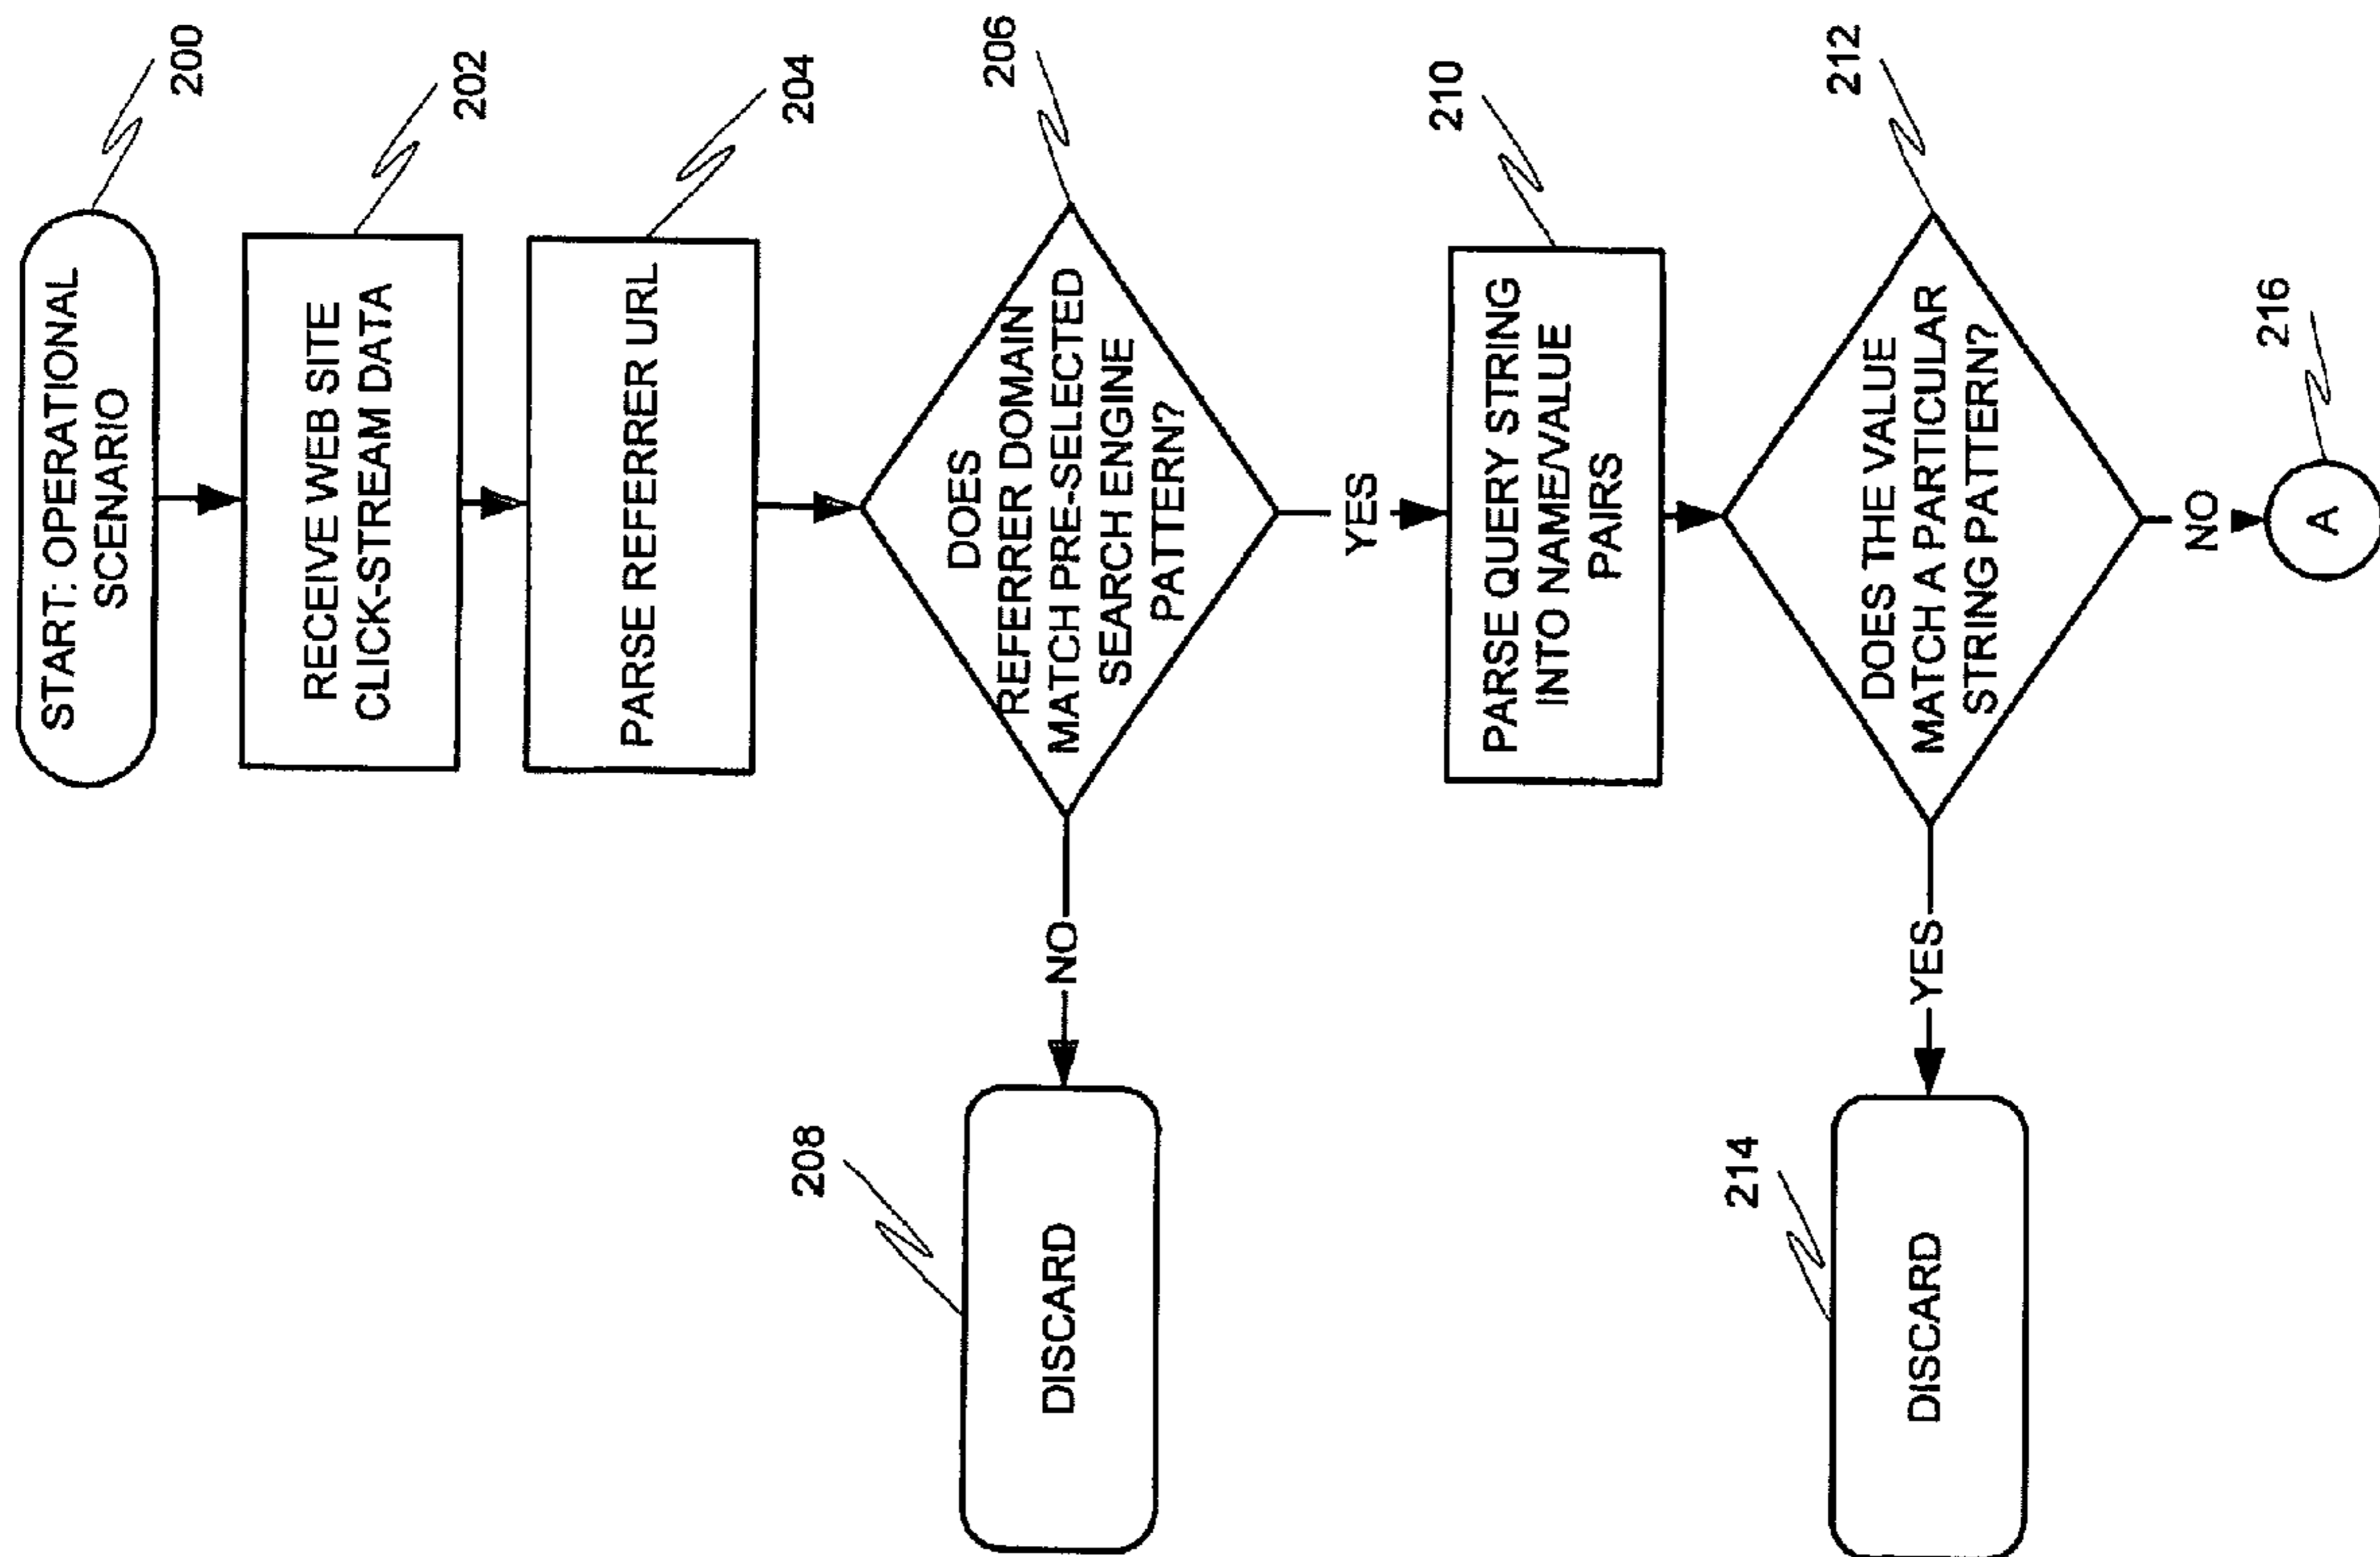 START: OPERATIONAL
SCENARIO
200
RECEIVE WEB SITE
CLICK-STREAM DATA
202
PARSE REFERRER URL
204
DOES
REFERRER DOMAIN
MATCH PRE-SELECTED
SEARCH ENGINE
PATTERN?
206
NO
208
DISCARD
YES
PARSE QUERY STRING
INTO NAME/VALUE
PAIRS
210
DOES THE VALUE
MATCH A PARTICULAR
STRING PATTERN?
212
YES
214
DISCARD
NO
A
216